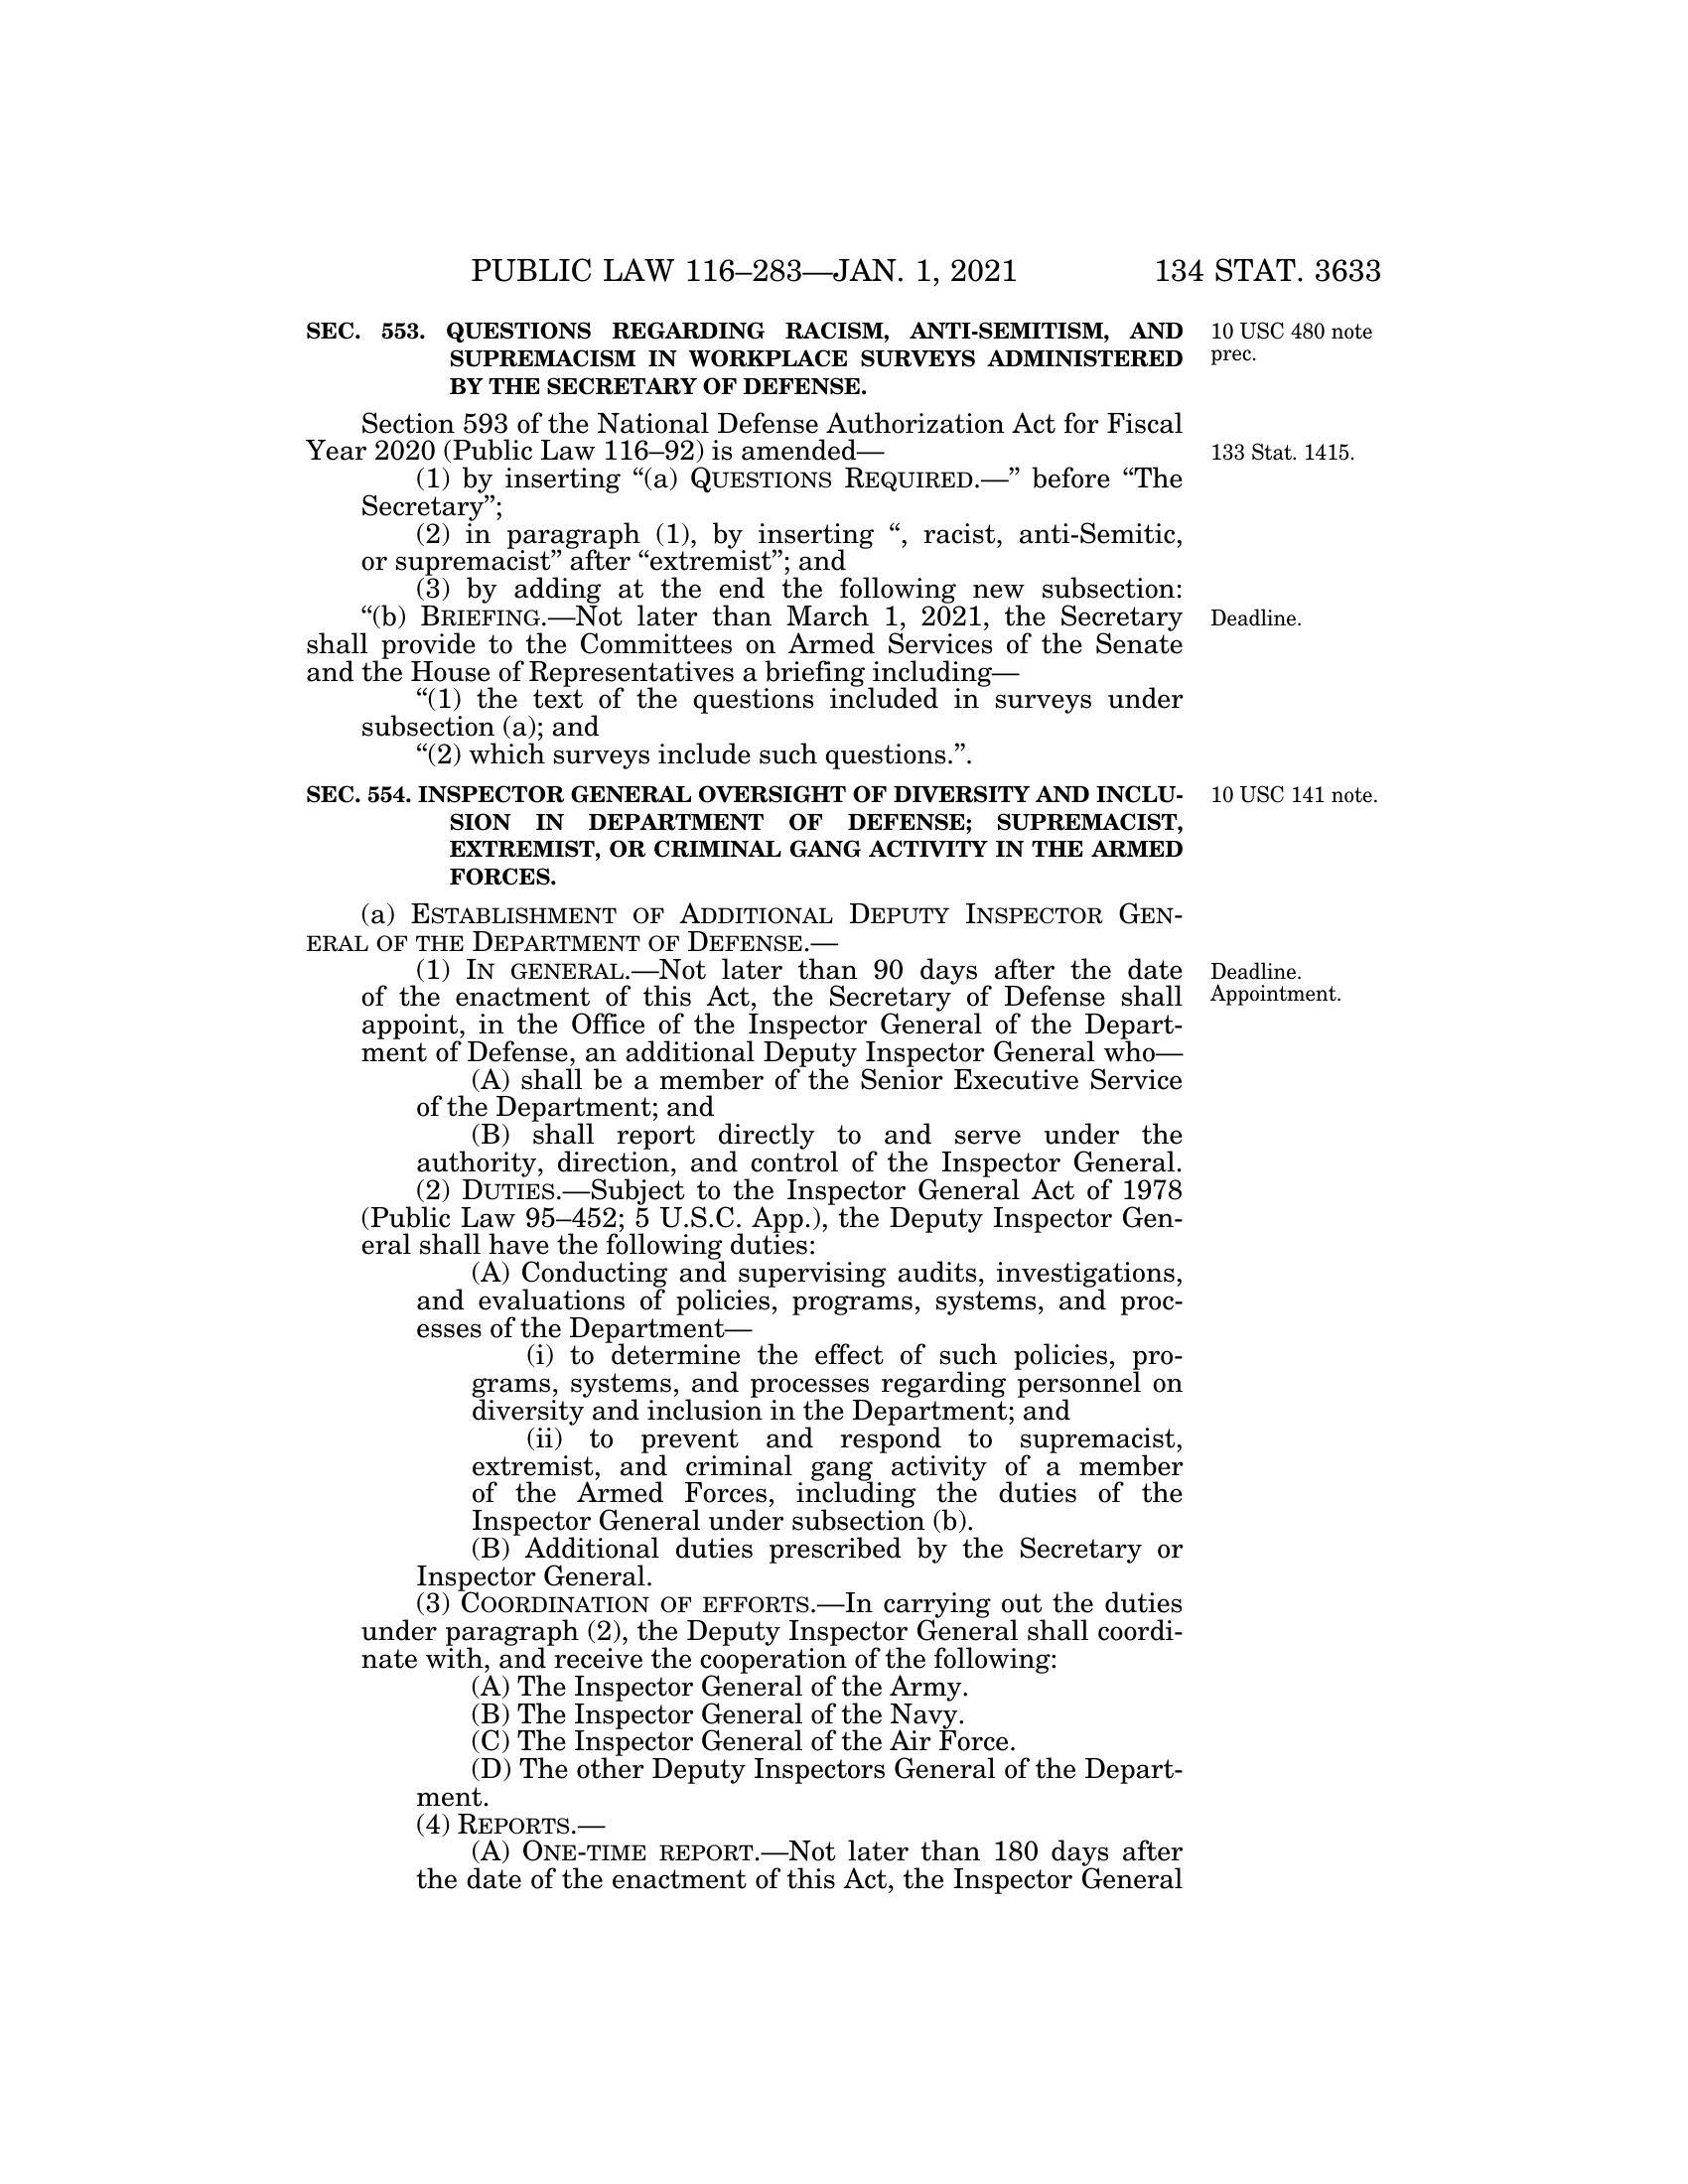 PUBLIC LAW 116–283—JAN. 1, 2021 134 STAT. 3633
SEC. 553. QUESTIONS REGARDING RACISM, ANTI-SEMITISM, AND
SUPREMACISM IN WORKPLACE SURVEYS ADMINISTERED
BY THE SECRETARY OF DEFENSE.
10 USC 480 note
prec.
Section 593 of the National Defense Authorization Act for Fiscal
Year 2020 (Public Law 116–92) is amended—
133 Stat. 1415.
(1) by inserting “(a) QUESTIONS REQUIRED.—” before “The
Secretary”;
(2) in paragraph (1), by inserting “, racist, anti-Semitic,
or supremacist” after “extremist”; and
(3) by adding at the end the following new subsection:
“(b) BRIEFING.—Not later than March 1, 2021, the Secretary
Deadline.
shall provide to the Committees on Armed Services of the Senate
and the House of Representatives a briefing including—
“(1) the text of the questions included in surveys under
subsection (a); and
“(2) which surveys include such questions.”.
SEC. 554. INSPECTOR GENERAL OVERSIGHT OF DIVERSITY AND INCLU-
SION IN DEPARTMENT OF DEFENSE; SUPREMACIST,
EXTREMIST, OR CRIMINAL GANG ACTIVITY IN THE ARMED
FORCES.
10 USC 141 note.
(a) ESTABLISHMENT OF ADDITIONAL DEPUTY INSPECTOR GEN-
ERAL OF THE DEPARTMENT OF DEFENSE.—
(1) IN GENERAL.—Not later than 90 days after the date
of the enactment of this Act, the Secretary of Defense shall
Deadline.
Appointment.
appoint, in the Office of the Inspector General of the Depart-
ment of Defense, an additional Deputy Inspector General who—
(A) shall be a member of the Senior Executive Service
of the Department; and
(B) shall report directly to and serve under the
authority, direction, and control of the Inspector General.
(2) DUTIES.—Subject to the Inspector General Act of 1978
(Public Law 95–452; 5 U.S.C. App.), the Deputy Inspector Gen-
eral shall have the following duties:
(A) Conducting and supervising audits, investigations,
and evaluations of policies, programs, systems, and proc-
esses of the Department—
(i) to determine the effect of such policies, pro-
grams, systems, and processes regarding personnel on
diversity and inclusion in the Department; and
(ii) to prevent and respond to supremacist,
extremist, and criminal gang activity of a member
of the Armed Forces, including the duties of the
Inspector General under subsection (b).
(B) Additional duties prescribed by the Secretary or
Inspector General.
(3) COORDINATION OF EFFORTS.—In carrying out the duties
under paragraph (2), the Deputy Inspector General shall coordi-
nate with, and receive the cooperation of the following:
(A) The Inspector General of the Army.
(B) The Inspector General of the Navy.
(C) The Inspector General of the Air Force.
(D) The other Deputy Inspectors General of the Depart-
ment.
(4) REPORTS.—
(A) ONE-TIME REPORT.—Not later than 180 days after
the date of the enactment of this Act, the Inspector General